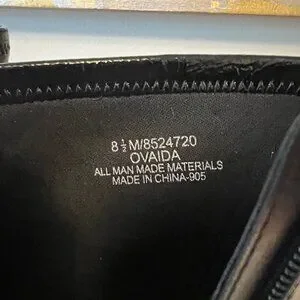 8 ½ M/8524720
OVAIDA
ALL MAN MADE MATERIALS
MADE IN CHINA-905